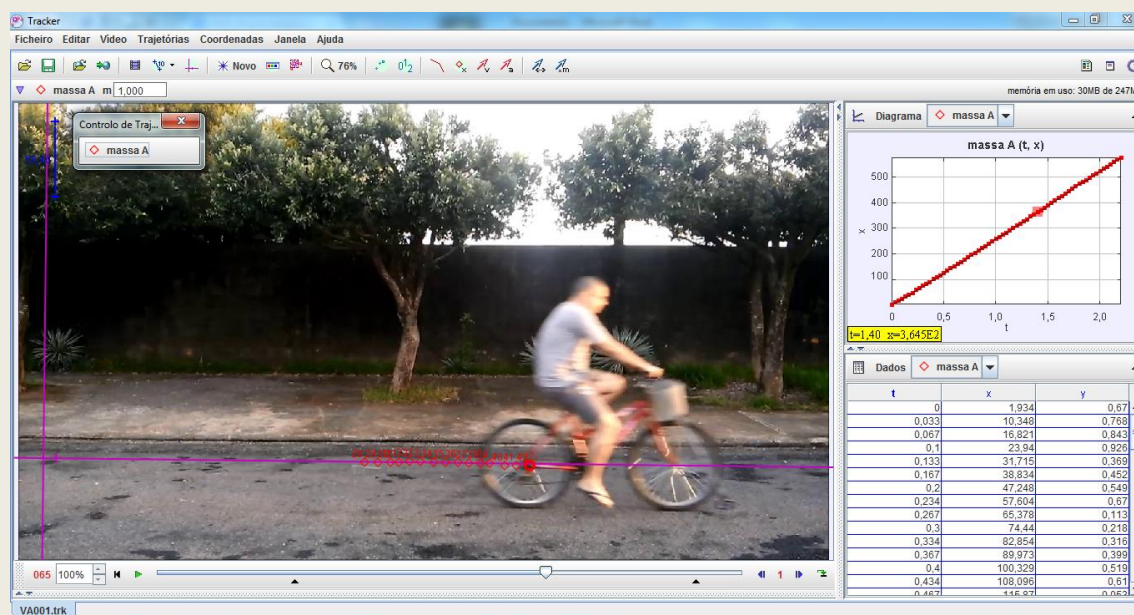 Tracker
Ficheiro Editar Vídeo Trajetórias Coordenadas Janela Ajuda
Novo 76%
massa A m 1,000
memória em uso: 30MB de 247M
Controlo de Traj...
massa A
Diagrama massa A
massa A (t, x)
500
400
300
200
100
x
0 0,5 1,0 1,5 2,0
t
t=1,40 x=3,645E2
Dados massa A
t x y
0 1,934 0,67
0,033 10,348 0,768
0,067 16,821 0,843
0,1 23,94 0,926
0,133 31,715 0,369
0,167 38,834 0,452
0,2 47,248 0,549
0,234 57,604 0,67
0,267 65,378 0,113
0,3 74,44 0,218
0,334 82,854 0,316
0,367 89,973 0,399
0,4 100,329 0,519
0,434 108,096 0,61
0,467 115,87 0,053
065 100% 1
VA001.trk